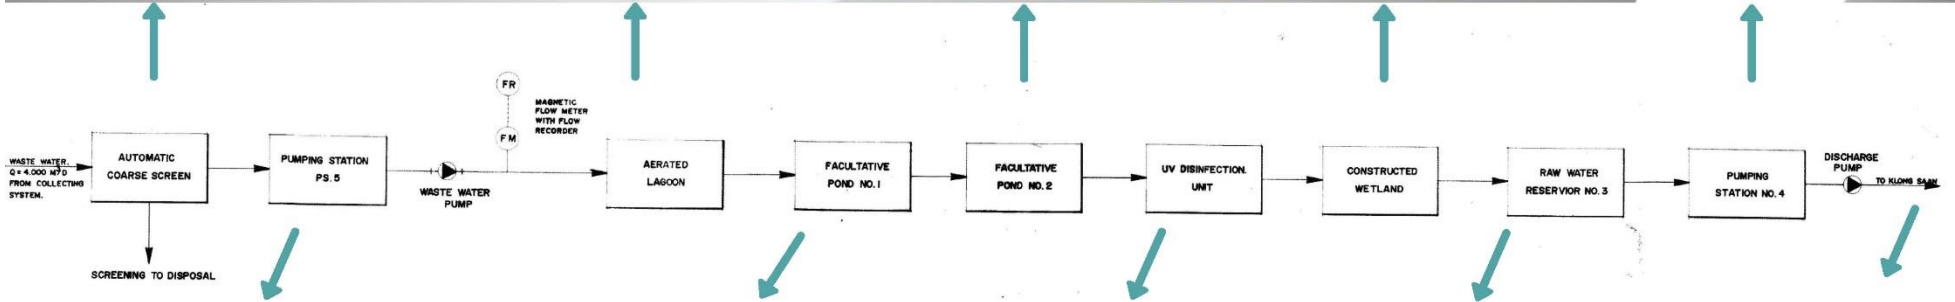 WASTE WATER.
Q = 4.000 M³/D
FROM COLLECTING
SYSTEM.
AUTOMATIC
COARSE SCREEN
SCREENING TO DISPOSAL
PUMPING STATION
PS.5
WASTE WATER
PUMP
FR
FM
MAGNETIC
FLOW METER
WITH FLOW
RECORDER
AERATED
LAGOON
FACULTATIVE
POND NO.1
FACULTATIVE
POND NO.2
UV DISINFECTION.
UNIT
CONSTRUCTED
WETLAND
RAW WATER
RESERVIOR NO.3
PUMPING
STATION NO.4
DISCHARGE
PUMP
TO KLONG SAAN